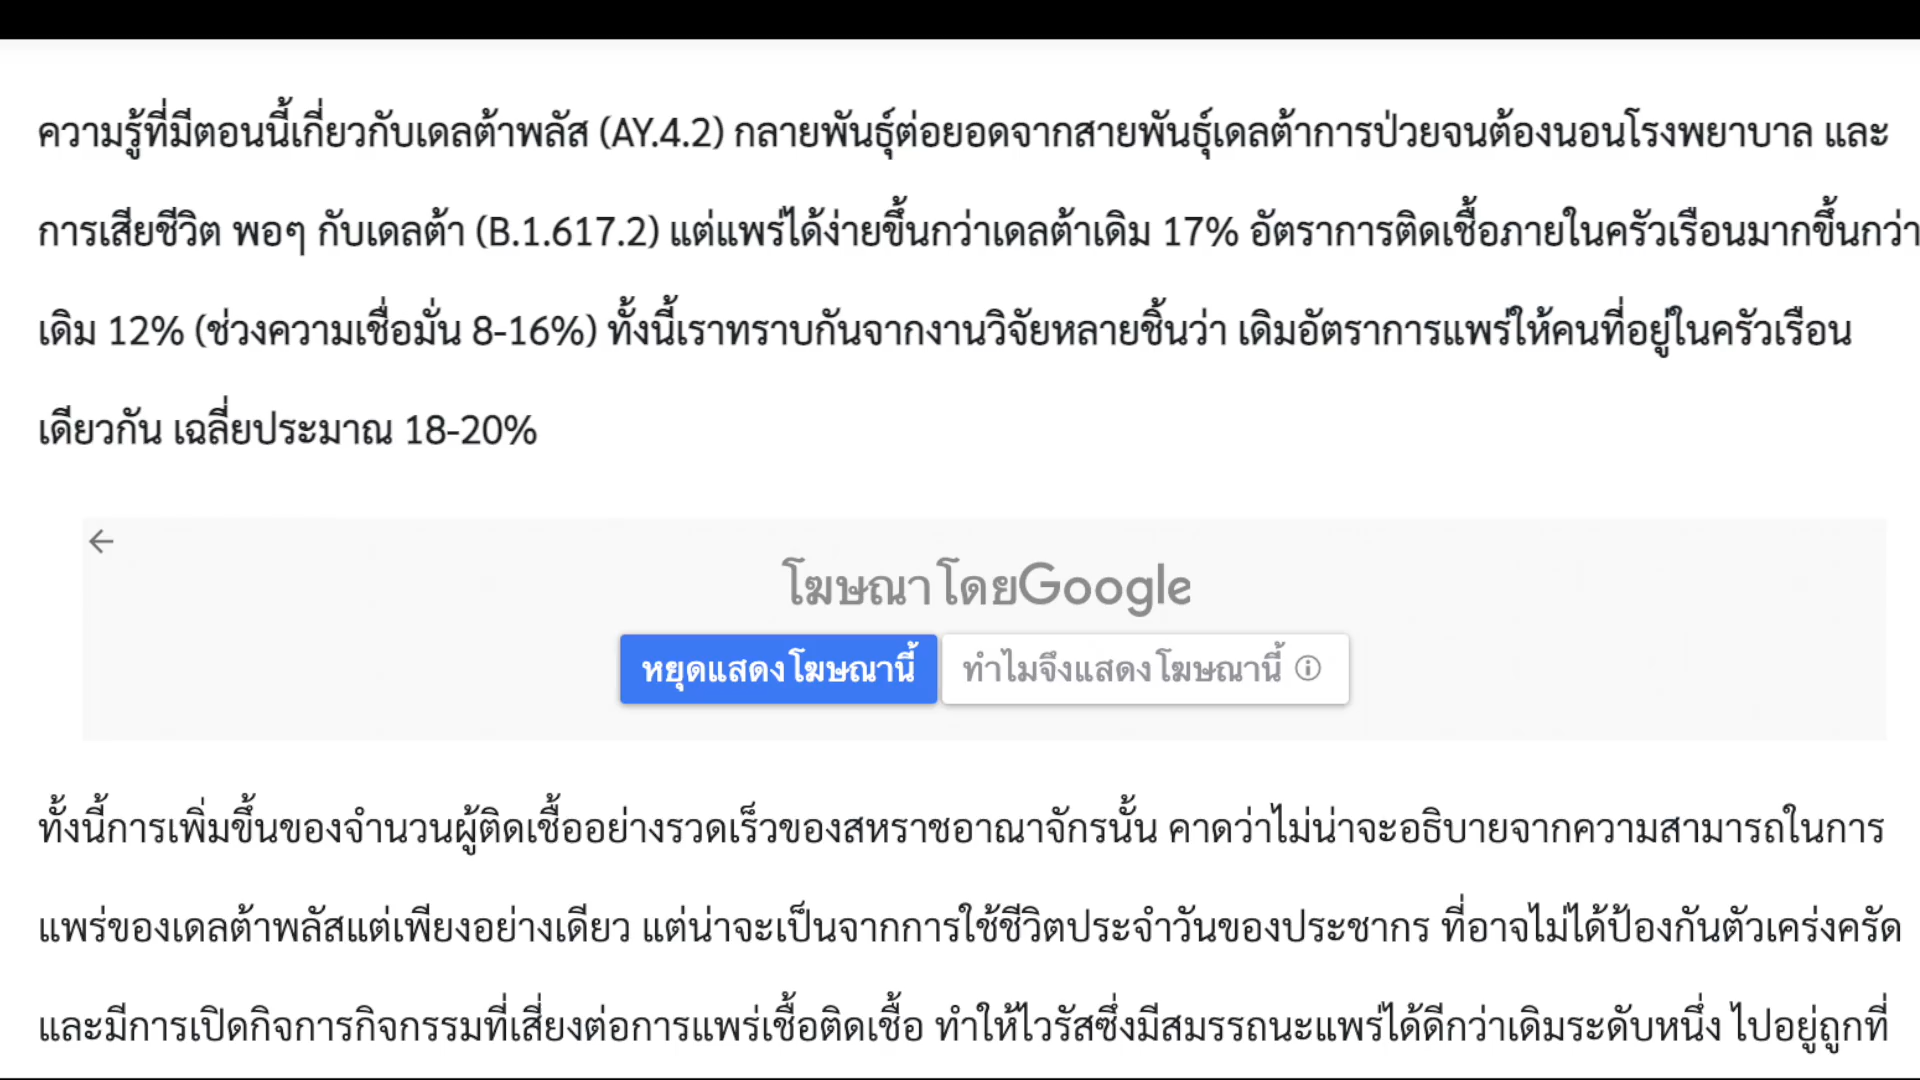 ความรู้ที่มีตอนนี้เกี่ยวกับเดลต้าพลัส (AY.4.2) กลายพันธุ์ต่อยอดจากสายพันธุ์เดลต้าการป่วยจนต้องนอนโรงพยาบาล และ
การเสียชีวิต พอๆ กับเดลต้า (B.1.617.2) แต่แพร่ได้ง่ายขึ้นกว่าเดลต้าเดิม 17% อัตราการติดเชื้อภายในครัวเรือนมากขึ้นกว่า
เดิม 12% (ช่วงความเชื่อมั่น 8-16%) ทั้งนี้เราทราบกันจากงานวิจัยหลายชิ้นว่า เดิมอัตราการแพร่ให้คนที่อยู่ในครัวเรือน
เดียวกัน เฉลี่ยประมาณ 18-20%
โฆษณาโดยGoogle
หยุดแสดงโฆษณานี้ ทำไมจึงแสดงโฆษณานี้
ทั้งนี้การเพิ่มขึ้นของจำนวนผู้ติดเชื้ออย่างรวดเร็วของสหราชอาณาจักรนั้น คาดว่าไม่น่าจะอธิบายจากความสามารถในการ
แพร่ของเดลต้าพลัสแต่เพียงอย่างเดียว แต่น่าจะเป็นจากการใช้ชีวิตประจำวันของประชากร ที่อาจไม่ได้ป้องกันตัวเคร่งครัด
และมีการเปิดกิจการกิจกรรมที่เสี่ยงต่อการแพร่เชื้อติดเชื้อ ทำให้ไวรัสซึ่งมีสมรรถนะแพร่ได้ดีกว่าเดิมระดับหนึ่ง ไปอยู่ถูกที่